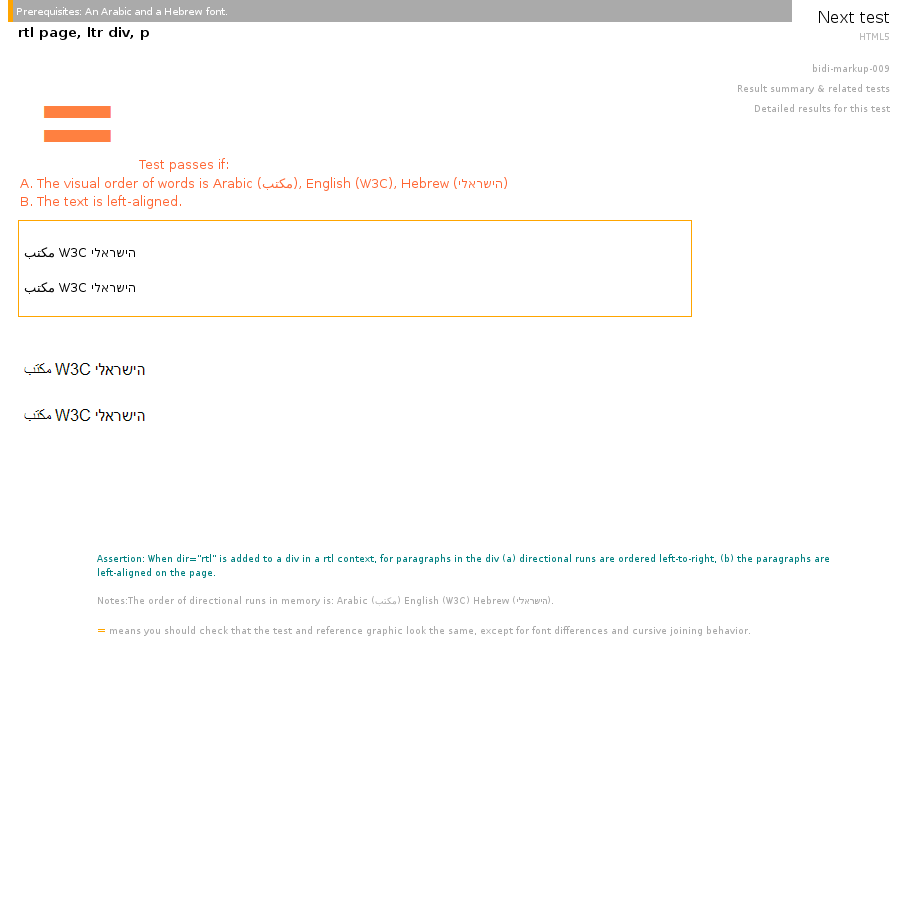 Prerequisites: An Arabic and a Hebrew font.
Next test
rtl page, ltr div, p
HTML5
bidi-markup-009
Result summary & related tests
Detailed results for this test
=
Test passes if:
A. The visual order of words is Arabic (مكتب), English (W3C), Hebrew (הישראלי)
B. The text is left-aligned.
مكتب W3C הישראלי
مكتب W3C הישראלי
مكتب W3C הישראלי
مكتب W3C הישראלי
Assertion: When dir="rtl" is added to a div in a rtl context, for paragraphs in the div (a) directional runs are ordered left-to-right, (b) the paragraphs are
left-aligned on the page.
Notes:The order of directional runs in memory is: Arabic (مكتب) English (W3C) Hebrew (הישראלי).
= means you should check that the test and reference graphic look the same, except for font differences and cursive joining behavior.